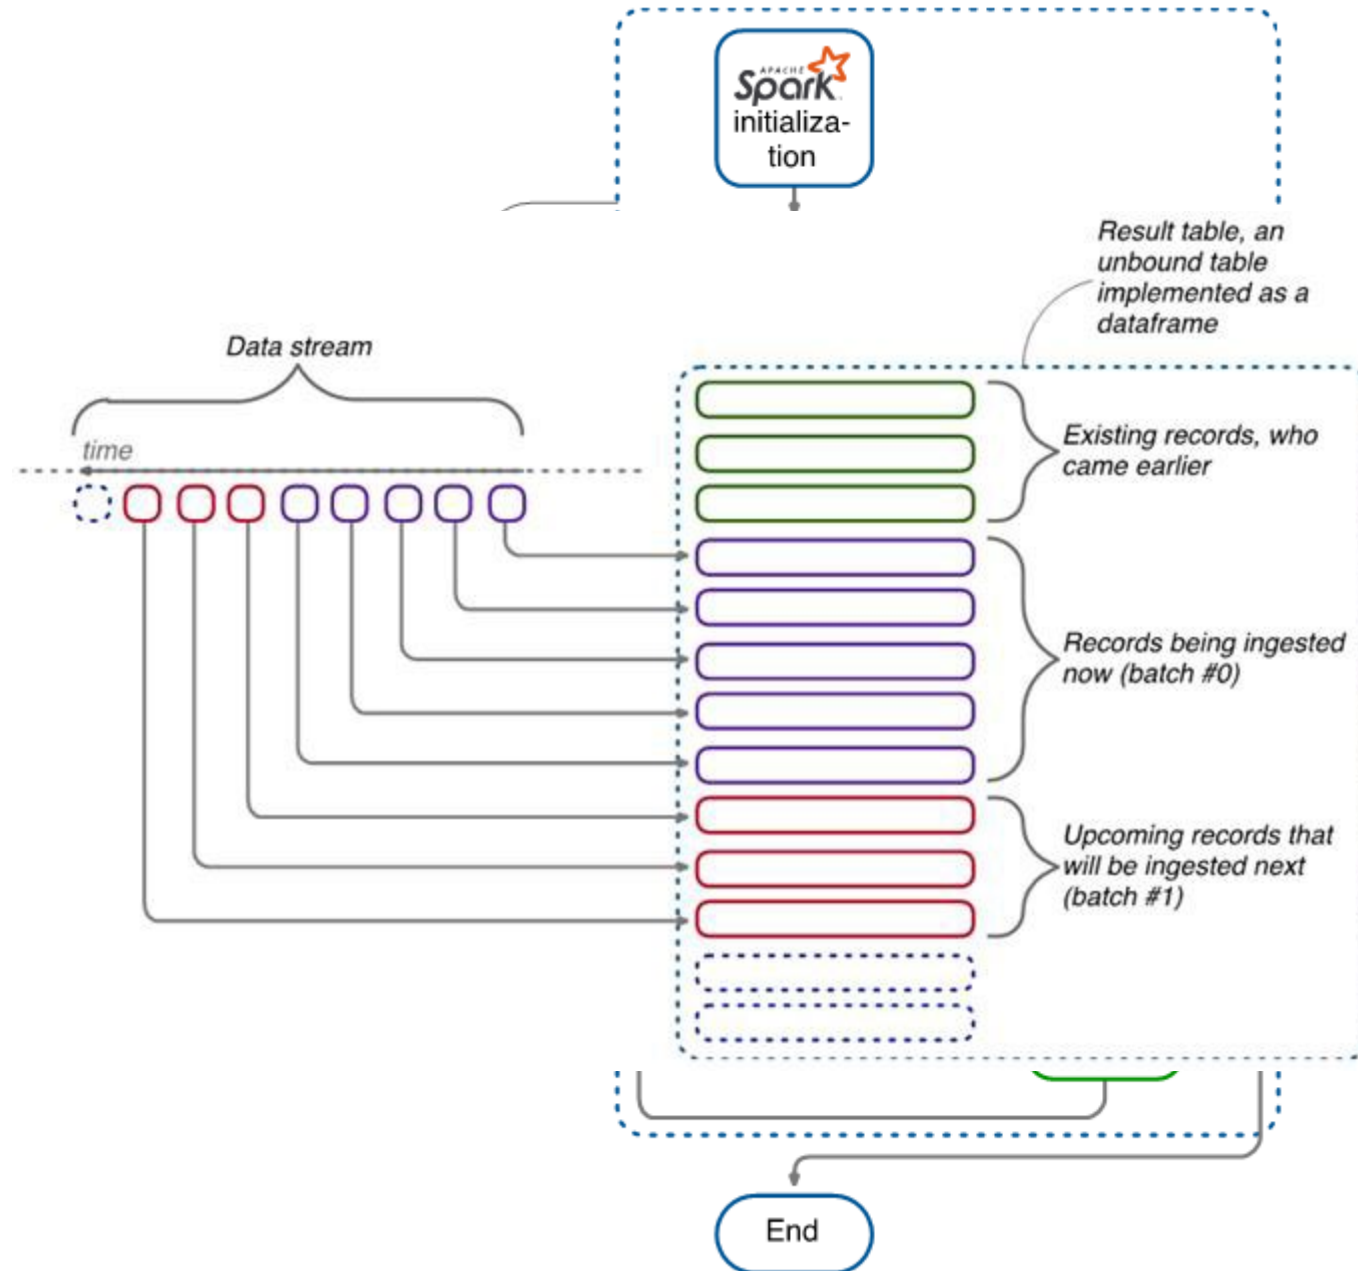 APACHE
Spark
initializa-
tion
Result table, an
unbound table
implemented as a
dataframe
Data stream
time
Existing records, who
came earlier
Records being ingested
now (batch #0)
Upcoming records that
will be ingested next
(batch #1)
End